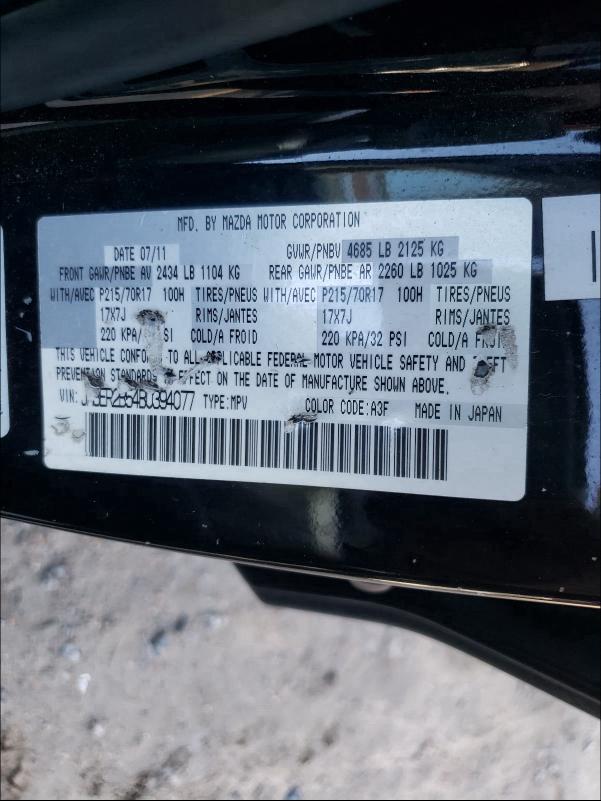 MFD. BY MAZDA MOTOR CORPORATION
DATE 07/11 GVWR/PNBV 4685 LB 2125 KG
FRONT GAWR/PNBE AV 2434 LB 1104 KG REAR GAWR/PNBE AR 2260 LB 1025 KG
WITH/AVEC P215/70R17 100H TIRES/PNEUS WITH/AVEC P215/70R17 100H TIRES/PNEUS
17X7J RIMS/JANTES 17X7J RIMS/JANTES
220 KPA/ COLD/A FROID 220 KPA/32 PSI COLD/A FROID
THIS VEHICLE TO ALL APPLICABLE FEDERAL MOTOR VEHICLE SAFETY AND THEFT
PREVENTION STANDARDS EFFECT ON THE DATE OF MANUFACTURE SHOWN ABOVE.
VIN: TYPE:MPV COLOR CODE:A3F MADE IN JAPAN